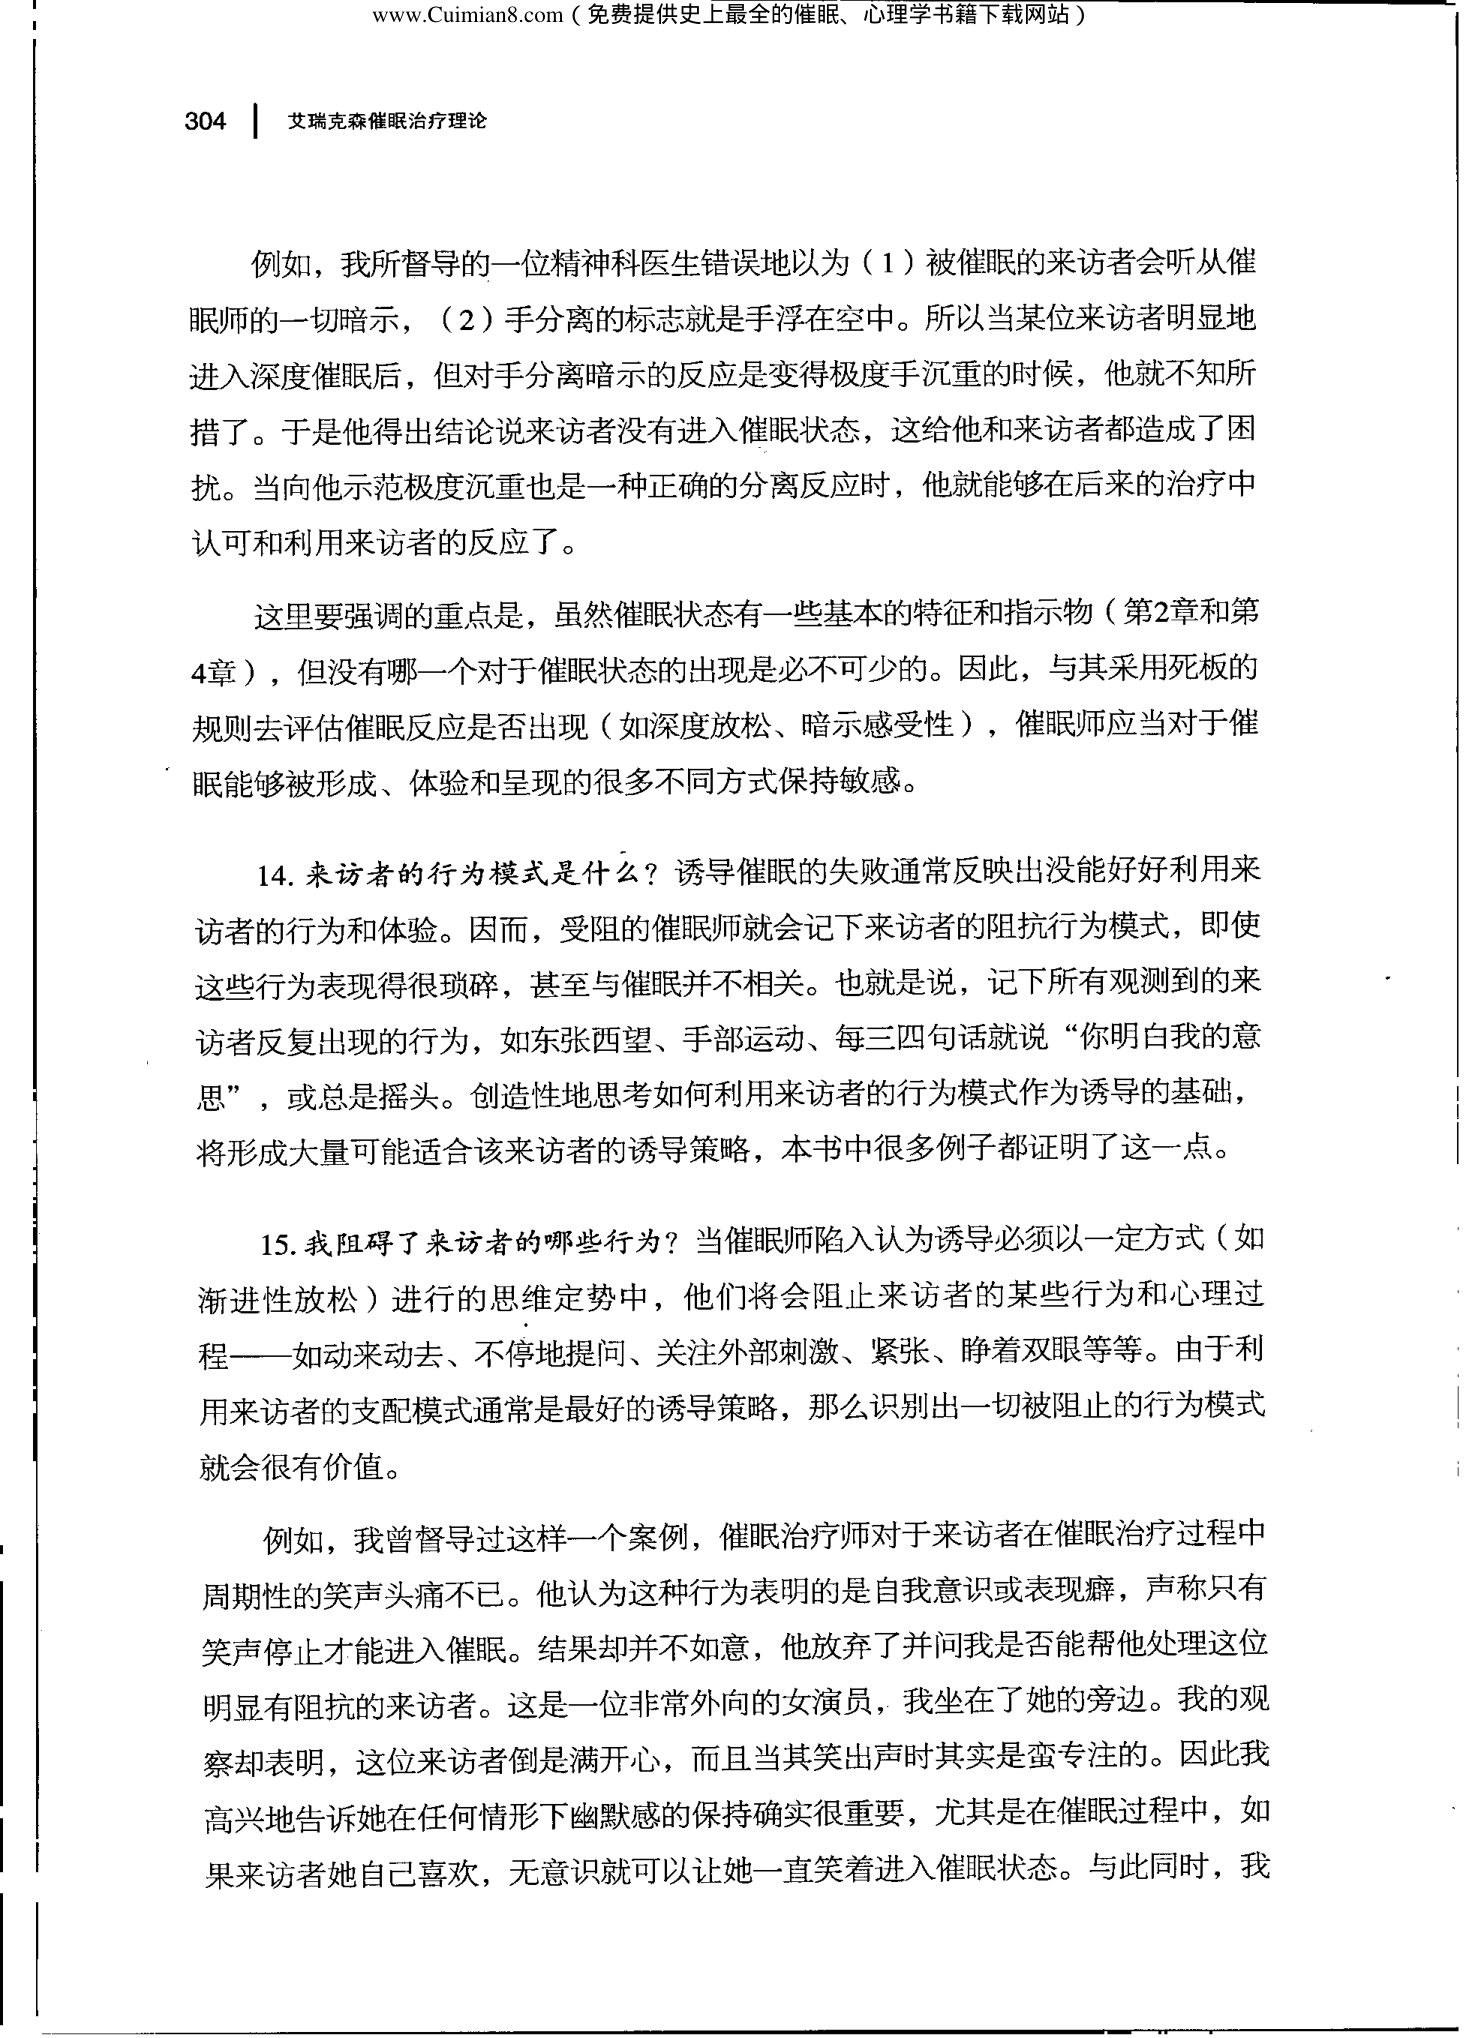 www.Cuimian8.com（免费提供史上最全的催眠、心理学书籍下载网站）
304 艾瑞克森催眠治疗理论
例如，我所督导的一位精神科医生错误地以为（1）被催眠的来访者会听从催
眠师的一切暗示，（2）手分离的标志就是手浮在空中。所以当某位来访者明显地
进入深度催眠后，但对手分离暗示的反应是变得极度手沉重的时候，他就不知所
措了。于是他得出结论说来访者没有进入催眠状态，这给他和来访者都造成了困
扰。当向他示范极度沉重也是一种正确的分离反应时，他就能够在后来的治疗中
认可和利用来访者的反应了。
这里要强调的重点是，虽然催眠状态有一些基本的特征和指示物（第2章和第
4章），但没有哪一个对于催眠状态的出现是必不可少的。因此，与其采用死板的
规则去评估催眠反应是否出现（如深度放松、暗示感受性），催眠师应当对于催
眠能够被形成、体验和呈现的很多不同方式保持敏感。
14. 来访者的行为模式是什么？诱导催眠的失败通常反映出没能好好利用来
访者的行为和体验。因而，受阻的催眠师就会记下来访者的阻抗行为模式，即使
这些行为表现得很琐碎，甚至与催眠并不相关。也就是说，记下所有观测到的来
访者反复出现的行为，如东张西望、手部运动、每三四句话就说“你明白我的意
思”，或总是摇头。创造性地思考如何利用来访者的行为模式作为诱导的基础，
将形成大量可能适合该来访者的诱导策略，本书中很多例子都证明了这一点。
15. 我阻碍了来访者的哪些行为？当催眠师陷入认为诱导必须以一定方式（如
渐进性放松）进行的思维定势中，他们将会阻止来访者的某些行为和心理过
程——如动来动去、不停地提问、关注外部刺激、紧张、睁着双眼等等。由于利
用来访者的支配模式通常是最好的诱导策略，那么识别出一切被阻止的行为模式
就会很有价值。
例如，我曾督导过这样一个案例，催眠治疗师对于来访者在催眠治疗过程中
周期性的笑声头痛不已。他认为这种行为表明的是自我意识或表现癖，声称只有
笑声停止才能进入催眠。结果却并不如意，他放弃了并问我是否能帮他处理这位
明显有阻抗的来访者。这是一位非常外向的女演员，我坐在了她的旁边。我的观
察却表明，这位来访者倒是满开心，而且当其笑出声时其实是蛮专注的。因此我
高兴地告诉她在任何情形下幽默感的保持确实很重要，尤其是在催眠过程中，如
果来访者她自己喜欢，无意识就可以让她一直笑着进入催眠状态。与此同时，我